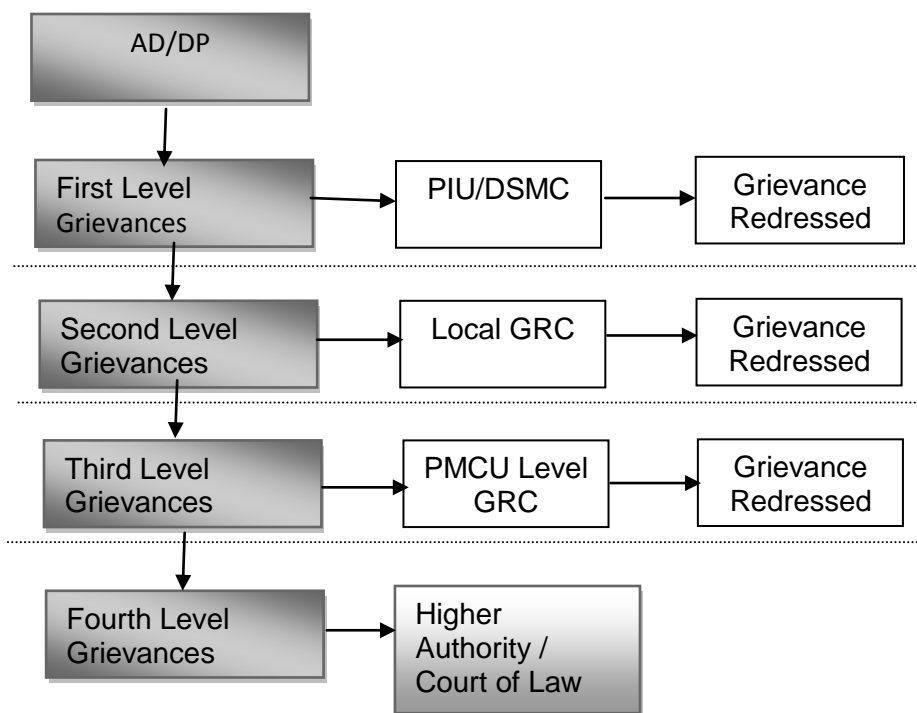 AD/DP
First Level
Grievances
PIU/DSMC
Grievance
Redressed
Second Level
Grievances
Local GRC
Grievance
Redressed
Third Level
Grievances
PMCU Level
GRC
Grievance
Redressed
Fourth Level
Grievances
Higher
Authority /
Court of Law